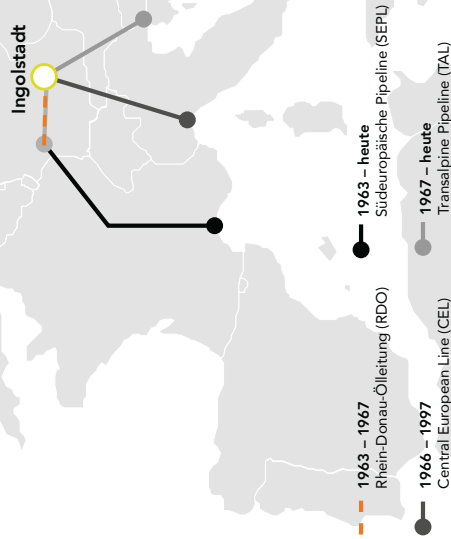 Ingolstadt
1963 – 1967
Rhein-Donau-Ölleitung (RDO)
1966 – 1997
Central European Line (CEL)
1963 – heute
Südeuropäische Pipeline (SEPL)
1967 – heute
Transalpine Pipeline (TAL)